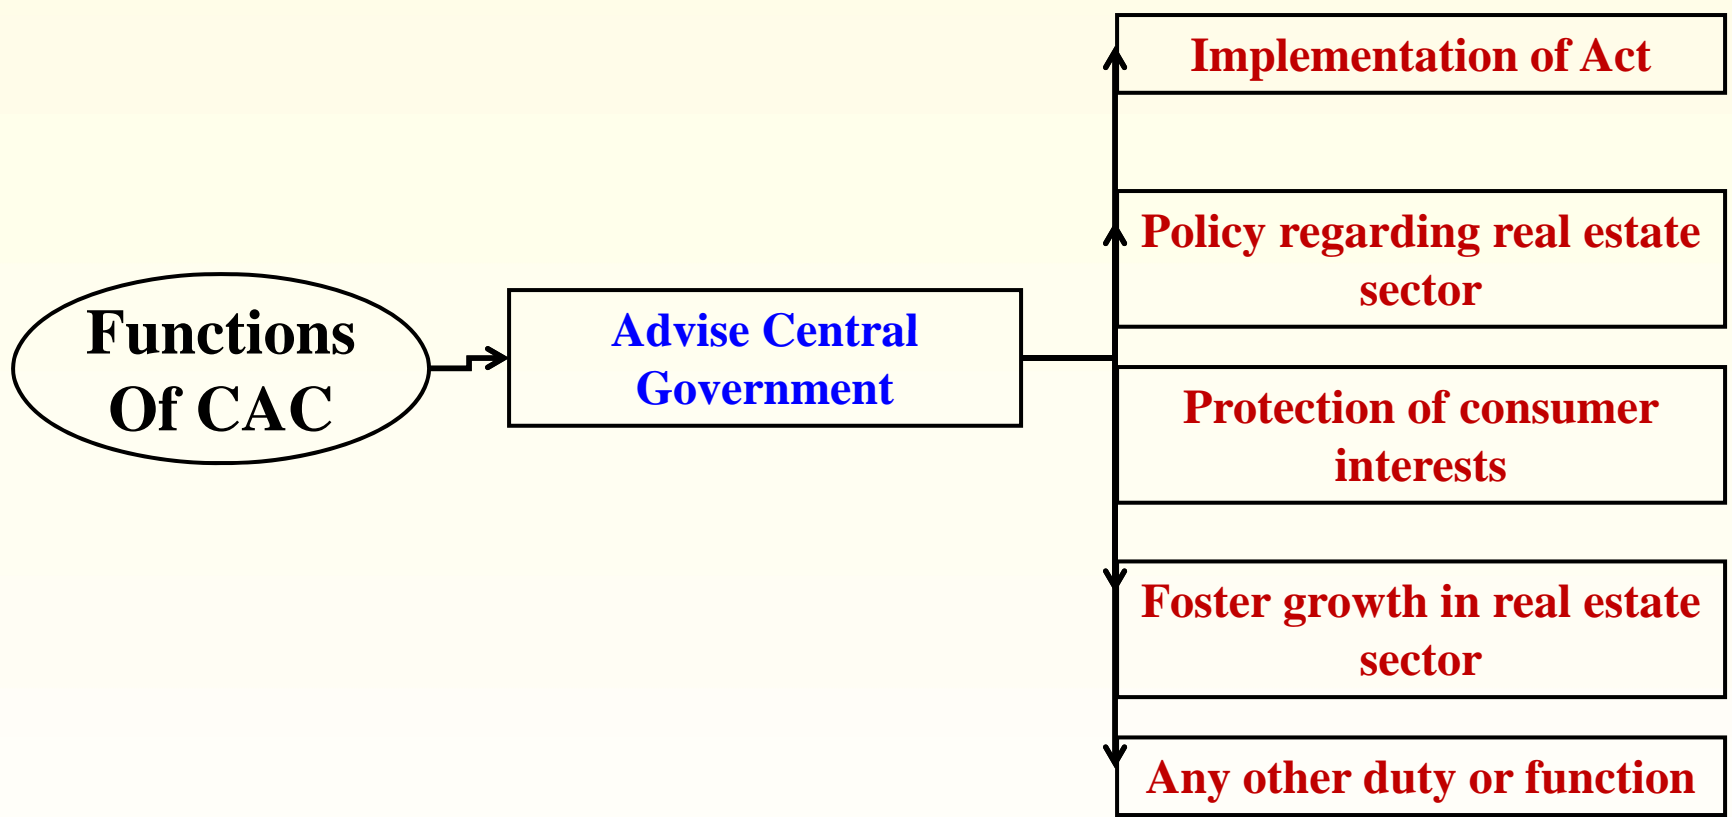 Functions
Of CAC
Advise Central
Government
Implementation of Act
Policy regarding real estate
sector
Protection of consumer
interests
Foster growth in real estate
sector
Any other duty or function